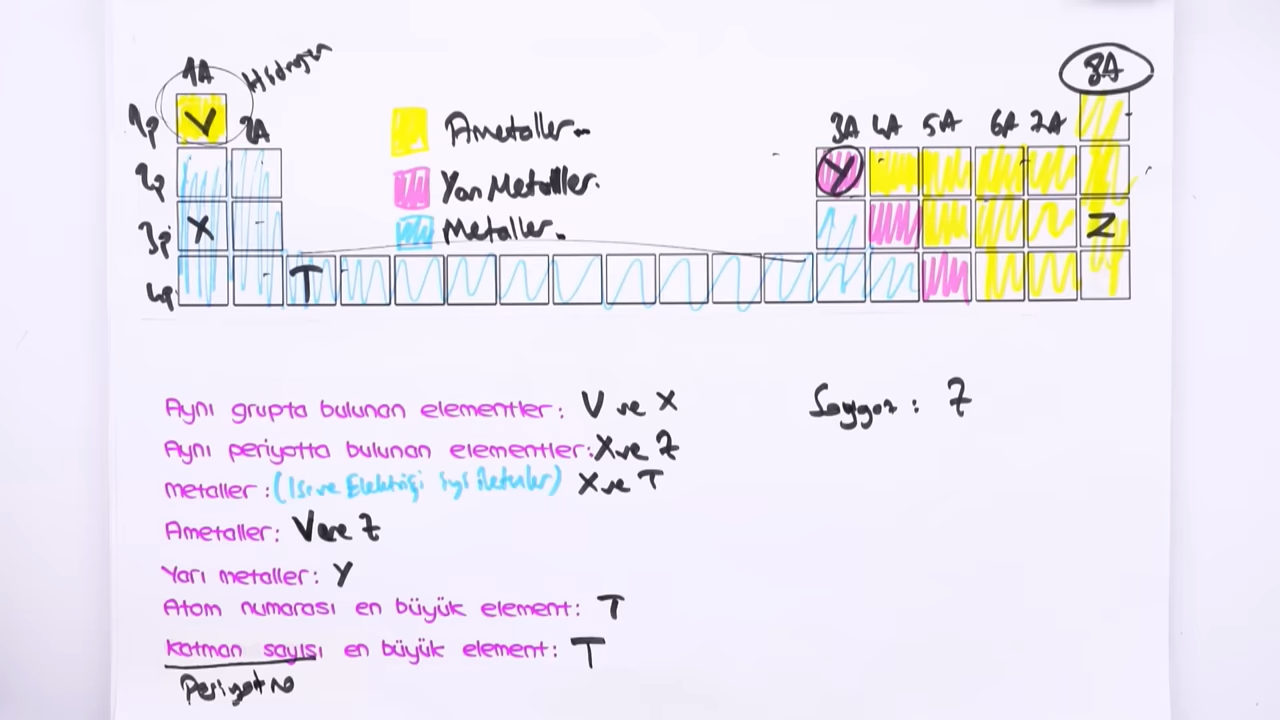 1A Hidrojen 8A
1p V 2A Ametaller 3A 4A 5A 6A 7A
2p Yarı Metaller. Y
3p X Metaller. Z
4p T
Aynı grupta bulunan elementler: V ve X Soygaz : Z
Aynı periyotta bulunan elementler: X ve Z
Metaller: (Isı ve Elektriği iyi iletirler) X ve T
Ametaller: V ve Z
Yarı metaller: Y
Atom numarası en büyük element: T
Katman sayısı en büyük element: T
Periyot no